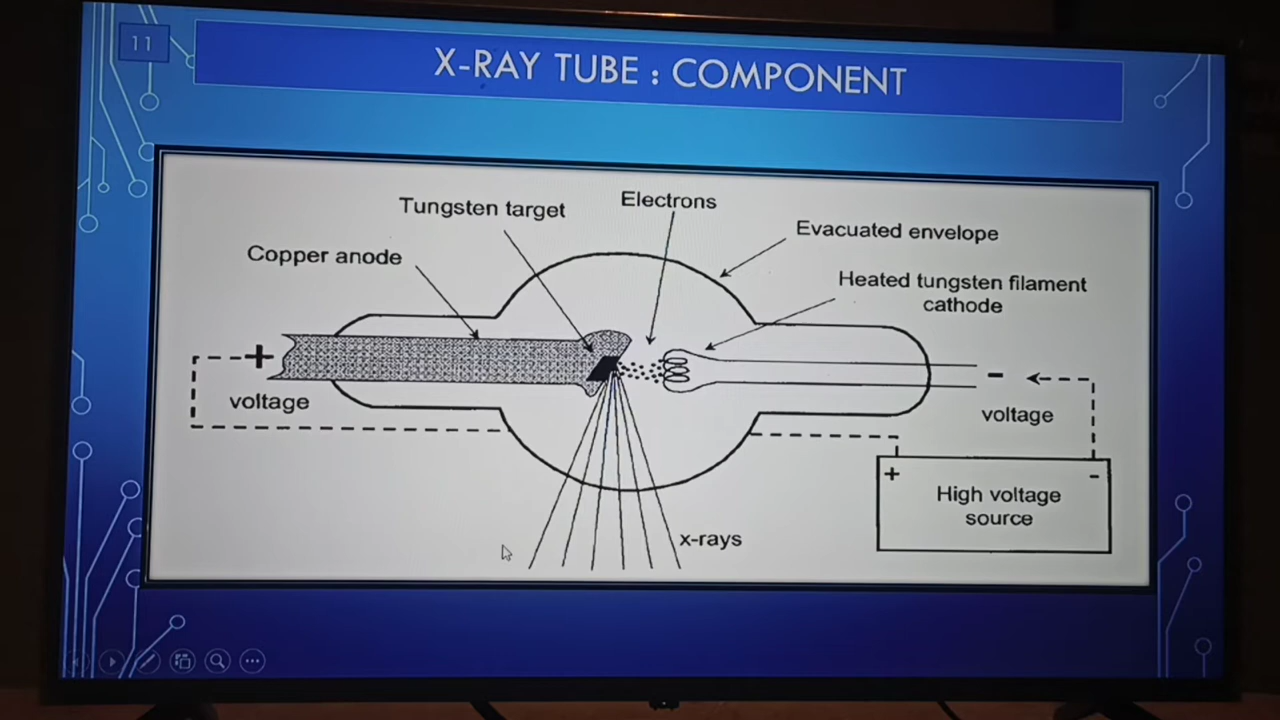 11
X-RAY TUBE : COMPONENT
Tungsten target
Electrons
Evacuated envelope
Copper anode
Heated tungsten filament
cathode
+
voltage
-
voltage
+ -
High voltage
source
x-rays